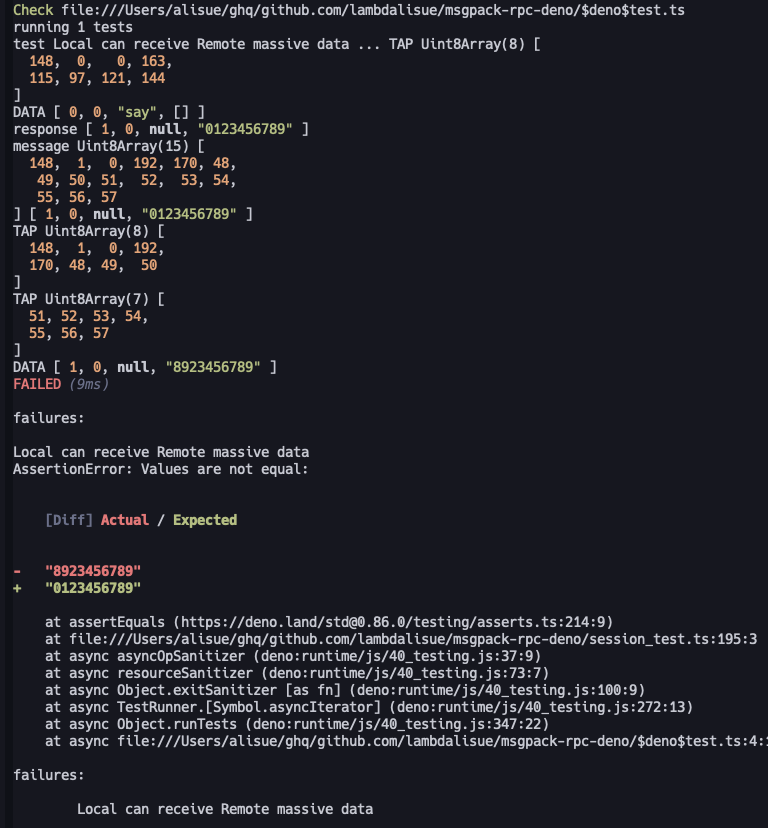 Check file:///Users/alisue/ghq/github.com/lambdalisue/msgpack-rpc-deno/$deno$test.ts
running 1 tests
test Local can receive Remote massive data ... TAP Uint8Array(8) [
  148,  0,   0, 163,
  115, 97, 121, 144
]
DATA [ 0, 0, "say", [] ]
response [ 1, 0, null, "0123456789" ]
message Uint8Array(15) [
  148,  1,  0, 192, 170, 48,
   49, 50, 51,  52,  53, 54,
   55, 56, 57
] [ 1, 0, null, "0123456789" ]
TAP Uint8Array(8) [
  148,  1,  0, 192,
  170, 48, 49,  50
]
TAP Uint8Array(7) [
  51, 52, 53, 54,
  55, 56, 57
]
DATA [ 1, 0, null, "8923456789" ]
FAILED (9ms)

failures:

Local can receive Remote massive data
AssertionError: Values are not equal:


    [Diff] Actual / Expected


-   "8923456789"
+   "0123456789"

    at assertEquals (https://deno.land/std@0.86.0/testing/asserts.ts:214:9)
    at file:///Users/alisue/ghq/github.com/lambdalisue/msgpack-rpc-deno/session_test.ts:195:3
    at async asyncOpSanitizer (deno:runtime/js/40_testing.js:37:9)
    at async resourceSanitizer (deno:runtime/js/40_testing.js:73:7)
    at async Object.exitSanitizer [as fn] (deno:runtime/js/40_testing.js:100:9)
    at async TestRunner.[Symbol.asyncIterator] (deno:runtime/js/40_testing.js:272:13)
    at async Object.runTests (deno:runtime/js/40_testing.js:347:22)
    at async file:///Users/alisue/ghq/github.com/lambdalisue/msgpack-rpc-deno/$deno$test.ts:4:

failures:

        Local can receive Remote massive data